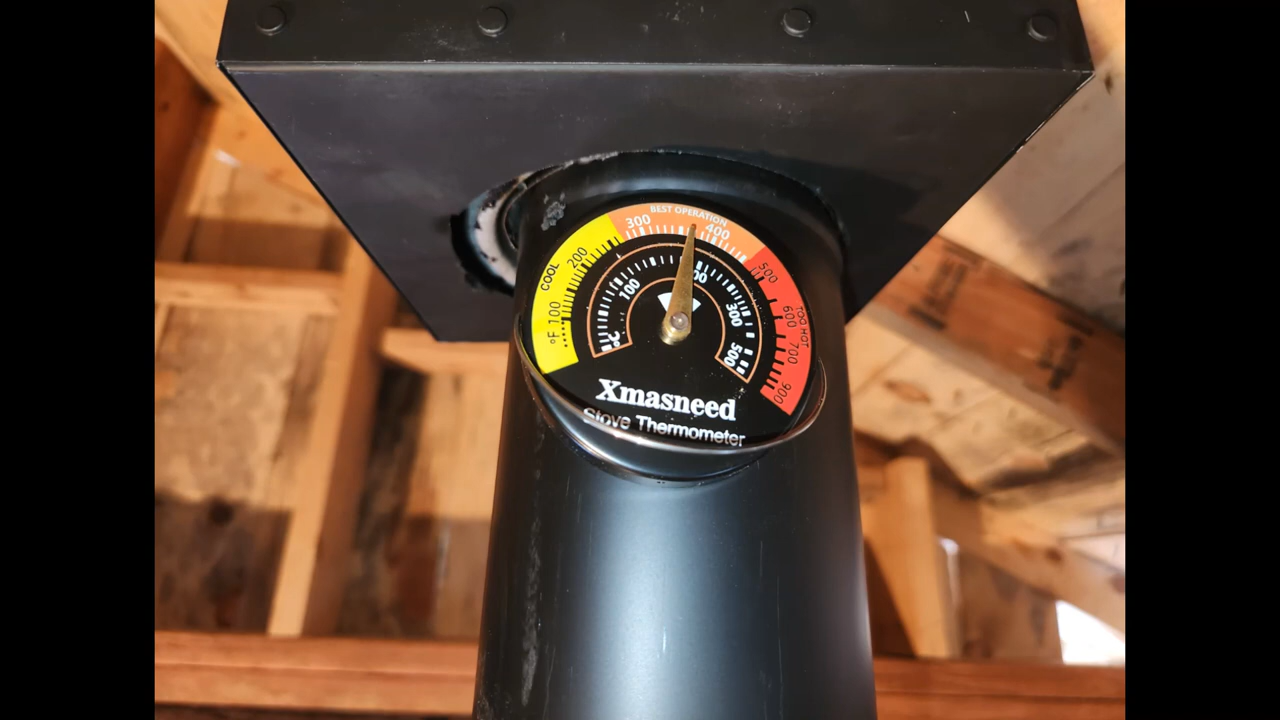 BEST OPERATION
300 400
COOL 200 500
°F 100 600 TOO HOT
700
900
100 300
°C 500
Xmasneed
Stove Thermometer